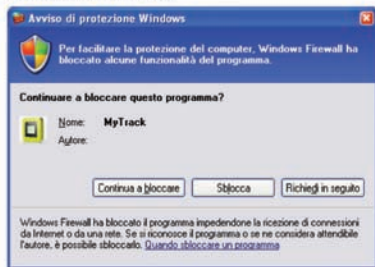 Avviso di protezione Windows
Per facilitare la protezione del computer, Windows Firewall ha
bloccato alcune funzionalità del programma.
Continuare a bloccare questo programma?
Nome: MyTrack
Autore:
Continua a bloccare Sblocca Richiedi in seguito
Windows Firewall ha bloccato il programma impedendone la ricezione di connessioni
da Internet o da una rete. Se si riconosce il programma o se ne considera attendibile
l'autore, è possibile sbloccarlo. Quando sbloccare un programma